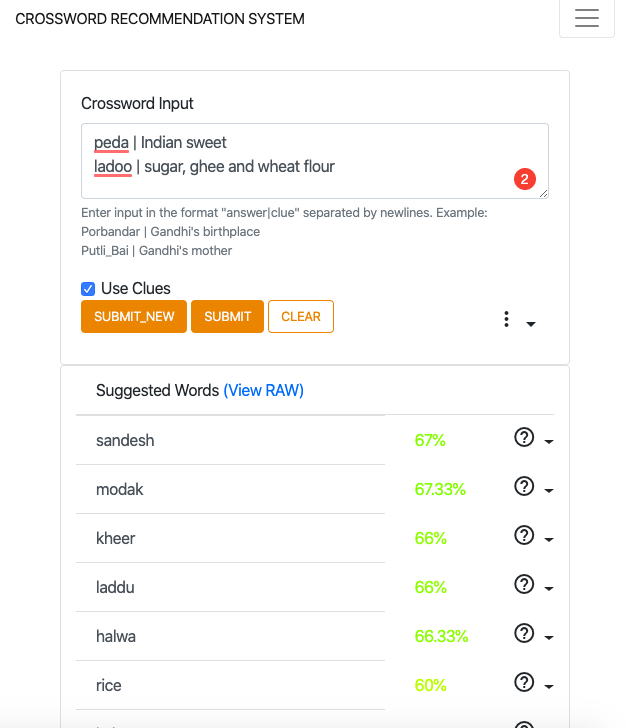 CROSSWORD RECOMMENDATION SYSTEM
Crossword Input
peda | Indian sweet
ladoo | sugar, ghee and wheat flour
2
Enter input in the format "answer|clue" separated by newlines. Example:
Porbandar | Gandhi's birthplace
Putli_Bai | Gandhi's mother
Use Clues
SUBMIT_NEW SUBMIT CLEAR
Suggested Words (View RAW)
sandesh 67%
modak 67.33%
kheer 66%
laddu 66%
halwa 66.33%
rice 60%